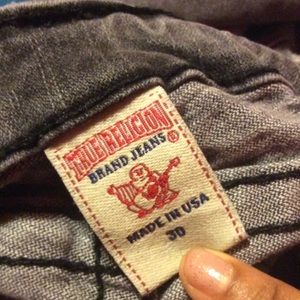 TRUE RELIGION®
BRAND JEANS
MADE IN USA
30